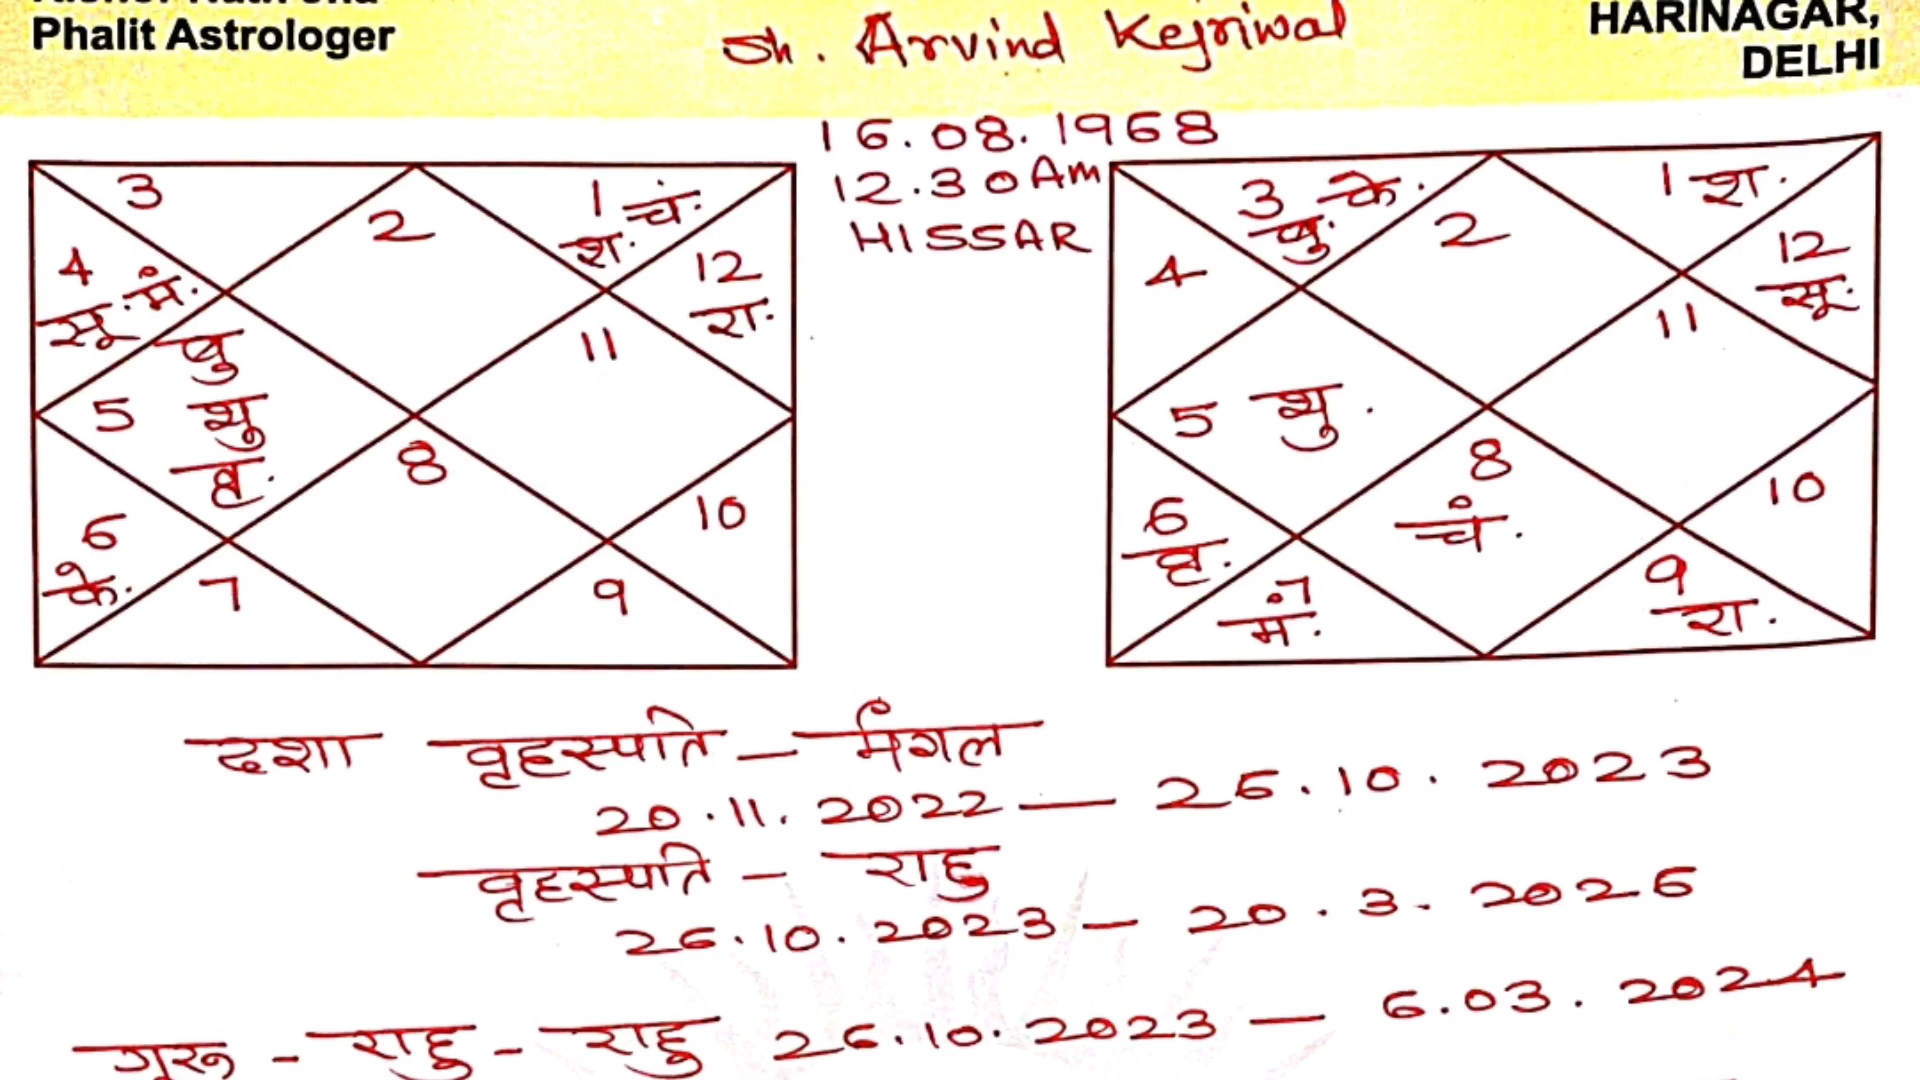 Phalit Astrologer
Sh. Arvind Kejriwal
HARINAGAR,
DELHI
16.08.1968
12.30 Am
HISSAR
3
2
1 चं.
श.
4
सू. मं.
12
रा.
11
बु
5 शु
बृ.
8
10
6
के.
7
9
3 के.
बु.
2
1 श.
4
12
सू.
11
5 शु.
8
चं.
10
6
बृ.
7
मं.
9
रा.
दशा वृहस्पति - मंगल
20.11.2022 — 26.10.2023
वृहस्पति - राहु
26.10.2023 — 20.3.2026
गुरू - राहु - राहु 26.10.2023 — 6.03.2024